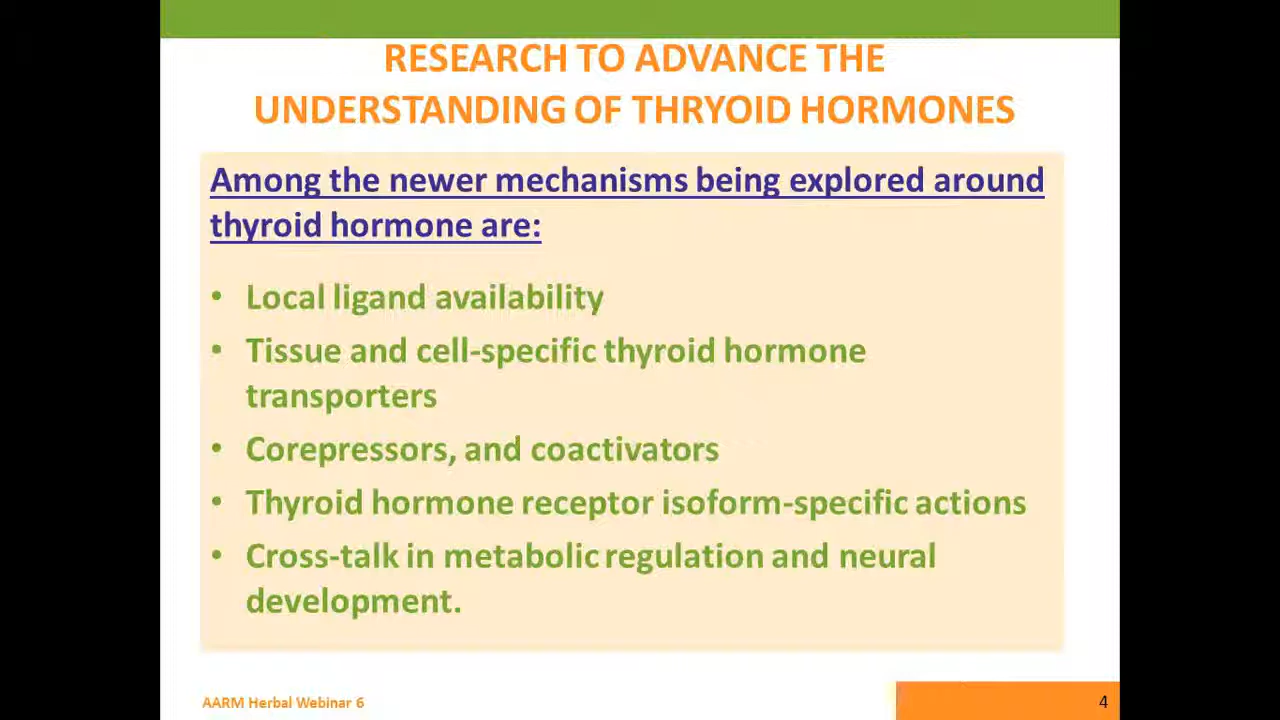 RESEARCH TO ADVANCE THE
UNDERSTANDING OF THRYOID HORMONES
Among the newer mechanisms being explored around
thyroid hormone are:
• Local ligand availability
• Tissue and cell-specific thyroid hormone
transporters
• Corepressors, and coactivators
• Thyroid hormone receptor isoform-specific actions
• Cross-talk in metabolic regulation and neural
development.
AARM Herbal Webinar 6
4